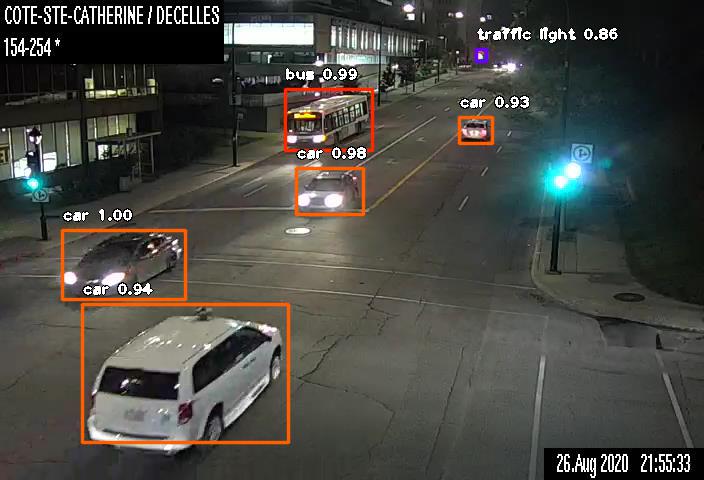 COTE-STE-CATHERINE / DECELLES
154-254 *
traffic light 0.86
bus 0.99
car 0.93
car 0.98
car 1.00
car 0.94
26.Aug 2020 21:55:33